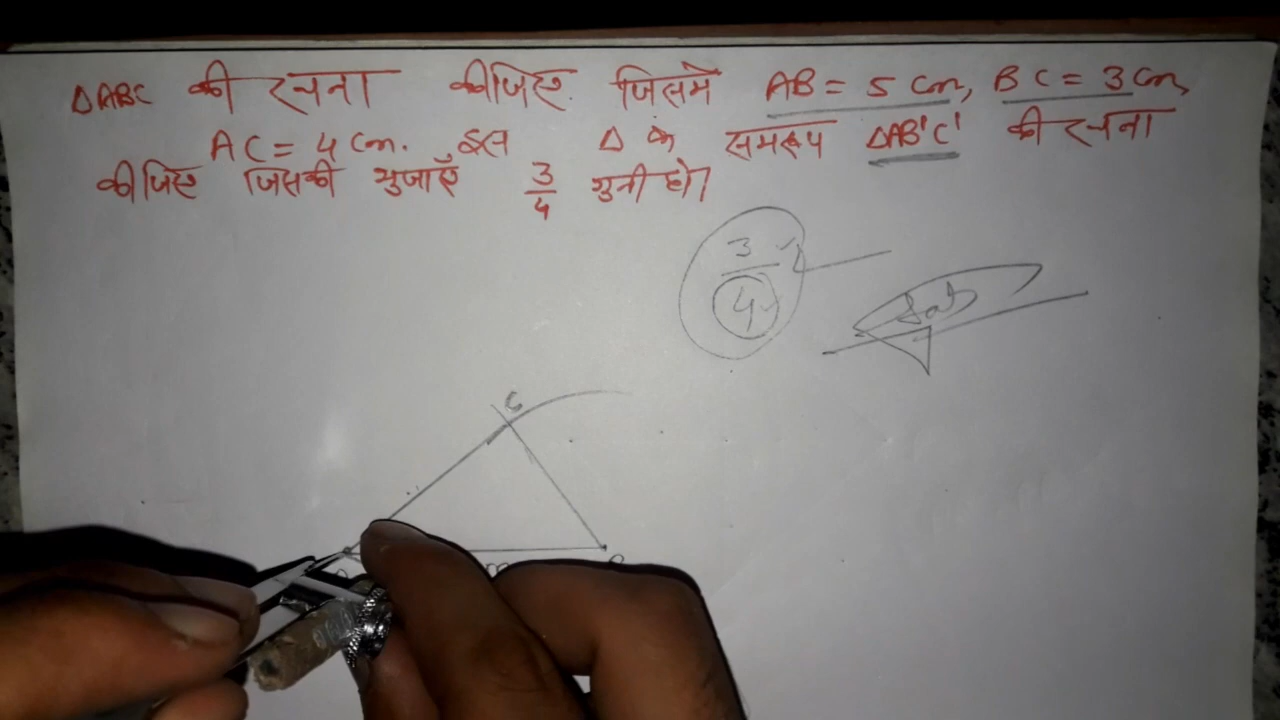 △ABC की रचना कीजिए जिसमें AB = 5 cm, BC = 3 cm,
AC = 4 cm. इस △ के समरूप △AB'C' की रचना
कीजिए जिसकी भुजाएँ 3/4 गुनी हो।
3
4
C